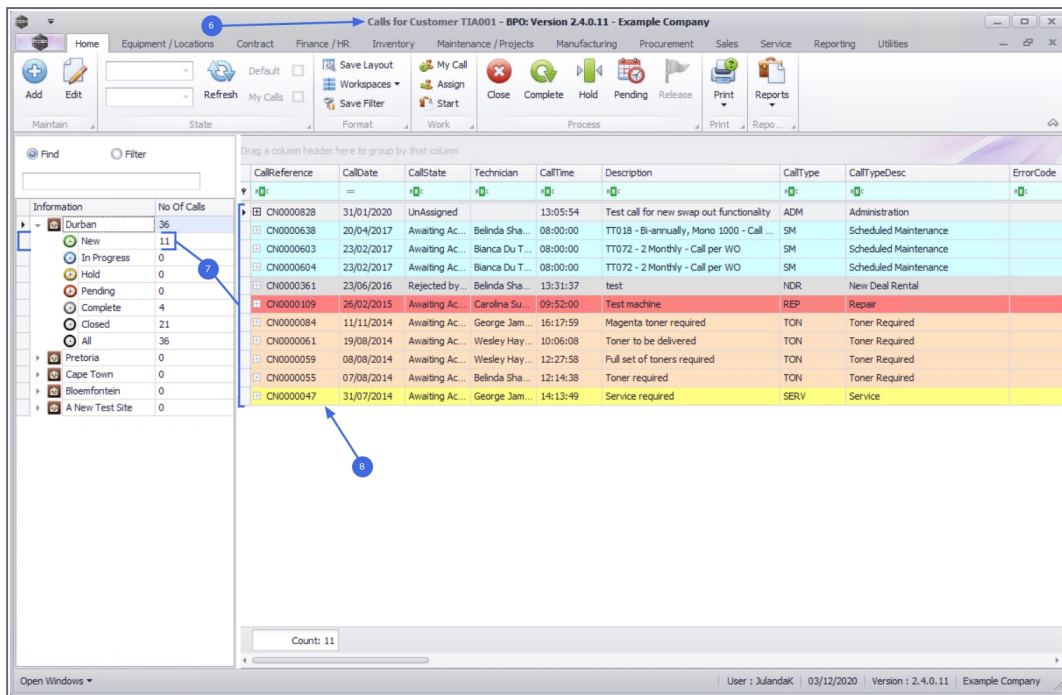 6
Calls for Customer TIA001 - BPO: Version 2.4.0.11 - Example Company
Home Equipment / Locations Contract Finance / HR Inventory Maintenance / Projects Manufacturing Procurement Sales Service Reporting Utilities
Add Edit Refresh Default My Calls Save Layout Workspaces Save Filter My Call Assign Start Close Complete Hold Pending Release Print Reports
Maintain State Format Work Process Print Repo...
Find Filter
Drag a column header here to group by that column
CallReference CallDate CallState Technician CallTime Description CallType CallTypeDesc ErrorCode
=
Information No Of Calls
Durban 36
New 11
In Progress 0
Hold 0
Pending 0
Complete 4
Closed 21
All 36
Pretoria 0
Cape Town 0
Bloemfontein 0
A New Test Site 0
7
CN0000828 31/01/2020 UnAssigned 13:05:54 Test call for new swap out functionality ADM Administration
CN0000638 20/04/2017 Awaiting Ac... Belinda Sha... 08:00:00 TT018 - Bi-annually, Mono 1000 - Call ... SM Scheduled Maintenance
CN0000603 23/02/2017 Awaiting Ac... Bianca Du T... 08:00:00 TT072 - 2 Monthly - Call per WO SM Scheduled Maintenance
CN0000604 23/02/2017 Awaiting Ac... Bianca Du T... 08:00:00 TT072 - 2 Monthly - Call per WO SM Scheduled Maintenance
CN0000361 23/06/2016 Rejected by... Belinda Sha... 13:31:37 test NDR New Deal Rental
CN0000109 26/02/2015 Awaiting Ac... Carolina Su... 09:52:00 Test machine REP Repair
CN0000084 11/11/2014 Awaiting Ac... George Jam... 16:17:59 Magenta toner required TON Toner Required
CN0000061 19/08/2014 Awaiting Ac... Wesley Hay... 10:06:08 Toner to be delivered TON Toner Required
CN0000059 08/08/2014 Awaiting Ac... Wesley Hay... 12:27:58 Full set of toners required TON Toner Required
CN0000055 07/08/2014 Awaiting Ac... Belinda Sha... 12:14:38 Toner required TON Toner Required
CN0000047 31/07/2014 Awaiting Ac... George Jam... 14:13:49 Service required SERV Service
8
Count: 11
Open Windows User : JulandaK 03/12/2020 Version : 2.4.0.11 Example Company